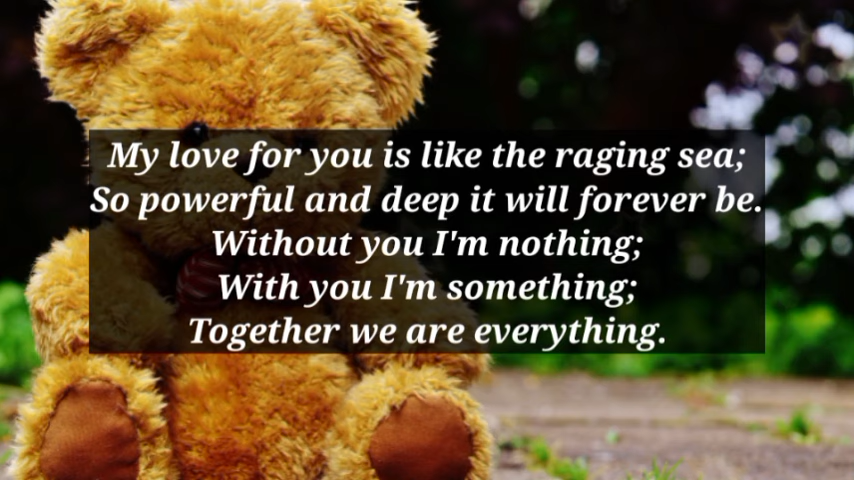 My love for you is like the raging sea;
So powerful and deep it will forever be.
Without you I'm nothing;
With you I'm something;
Together we are everything.